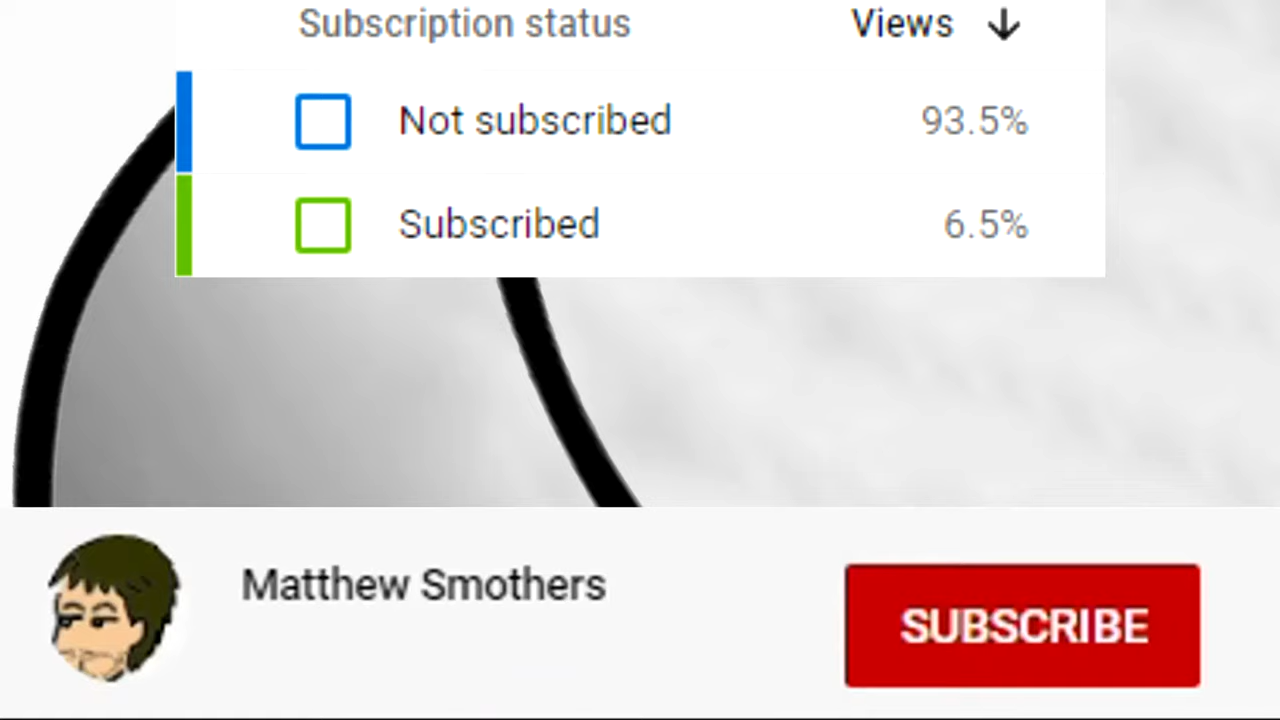 Subscription status Views ↓
Not subscribed 93.5%
Subscribed 6.5%
Matthew Smothers
SUBSCRIBE